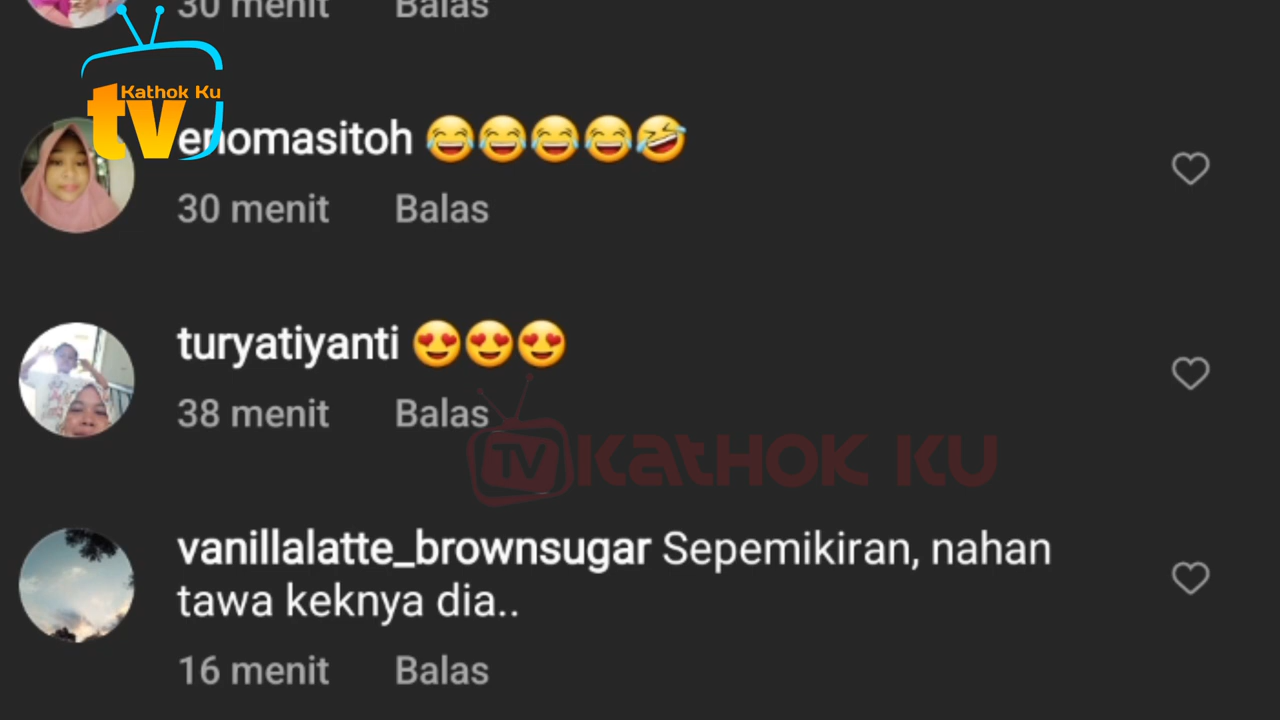 30 menit Balas
Kathok Ku
tv
enomasitoh 😂😂😂😂🤣
30 menit Balas
turyatiyanti 😍😍😍
38 menit Balas
TV KATHOK KU
vanillalatte_brownsugar Sepemikiran, nahan
tawa keknya dia..
16 menit Balas